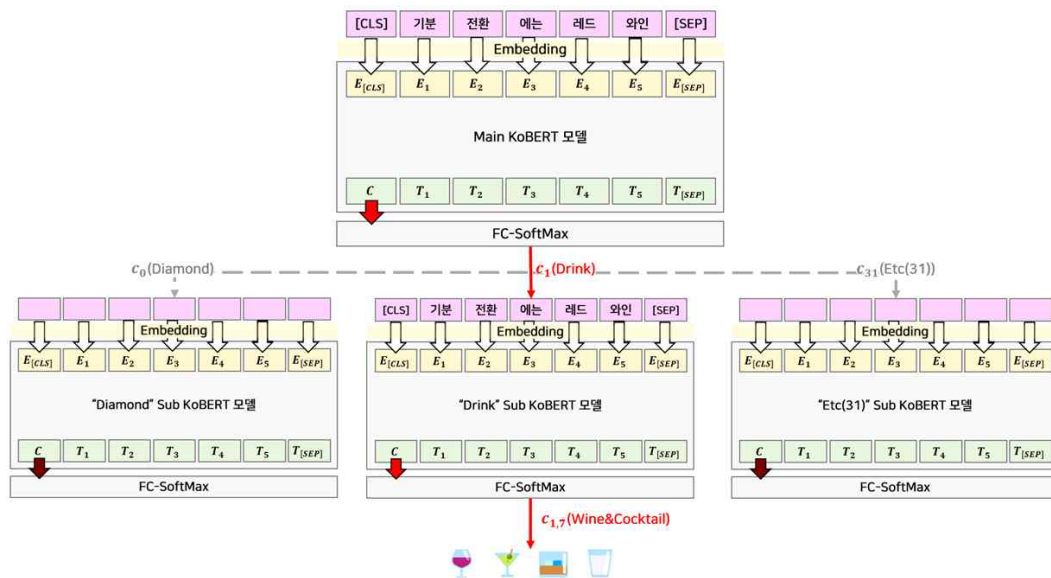 [CLS] 기분 전환 에는 레드 와인 [SEP]
Embedding
E[CLS] E1 E2 E3 E4 E5 E[SEP]
Main KoBERT 모델
C T1 T2 T3 T4 T5 T[SEP]
FC-SoftMax
c0(Diamond) c1(Drink) c31(Etc(31))
[CLS] 기분 전환 에는 레드 와인 [SEP]
Embedding Embedding Embedding
E[CLS] E1 E2 E3 E4 E5 E[SEP] E[CLS] E1 E2 E3 E4 E5 E[SEP] E[CLS] E1 E2 E3 E4 E5 E[SEP]
“Diamond” Sub KoBERT 모델 “Drink” Sub KoBERT 모델 “Etc(31)” Sub KoBERT 모델
C T1 T2 T3 T4 T5 T[SEP] C T1 T2 T3 T4 T5 T[SEP] C T1 T2 T3 T4 T5 T[SEP]
FC-SoftMax FC-SoftMax FC-SoftMax
c1,7(Wine&Cocktail)